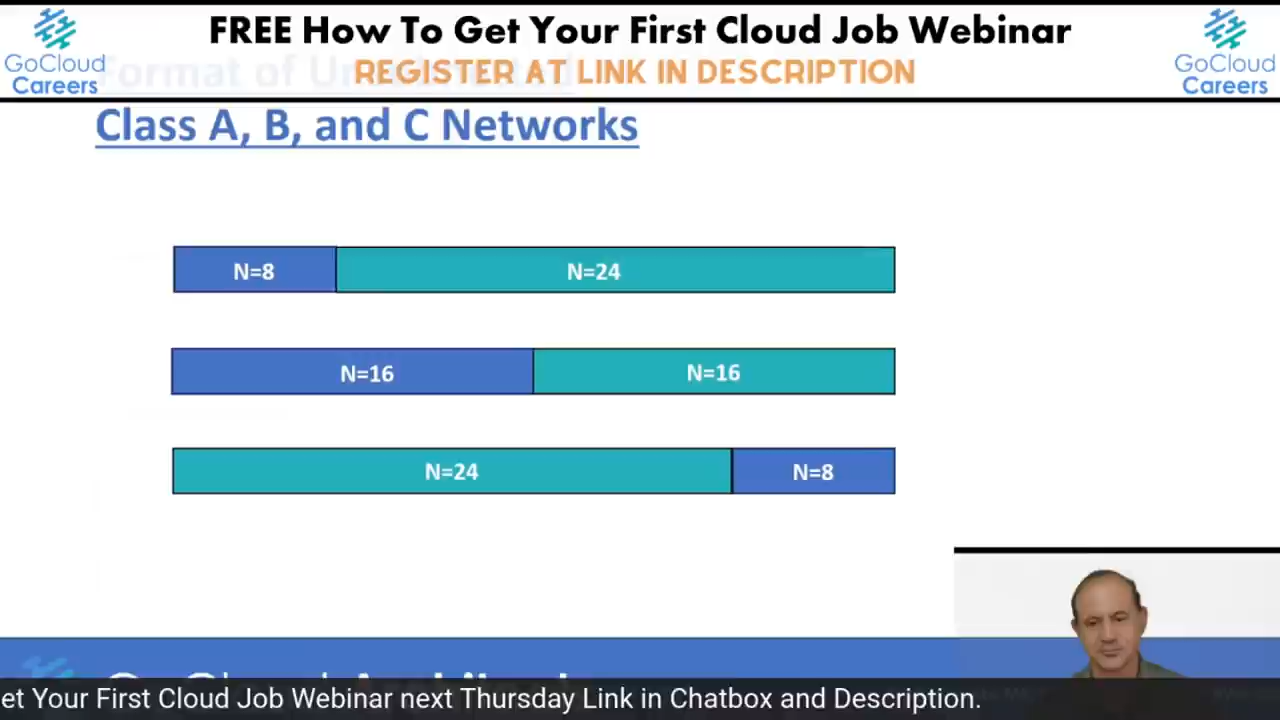 FREE How To Get Your First Cloud Job Webinar
REGISTER AT LINK IN DESCRIPTION
GoCloud
Careers
GoCloud
Careers
Format of
Class A, B, and C Networks
N=8
N=24
N=16
N=16
N=24
N=8
et Your First Cloud Job Webinar next Thursday Link in Chatbox and Description.